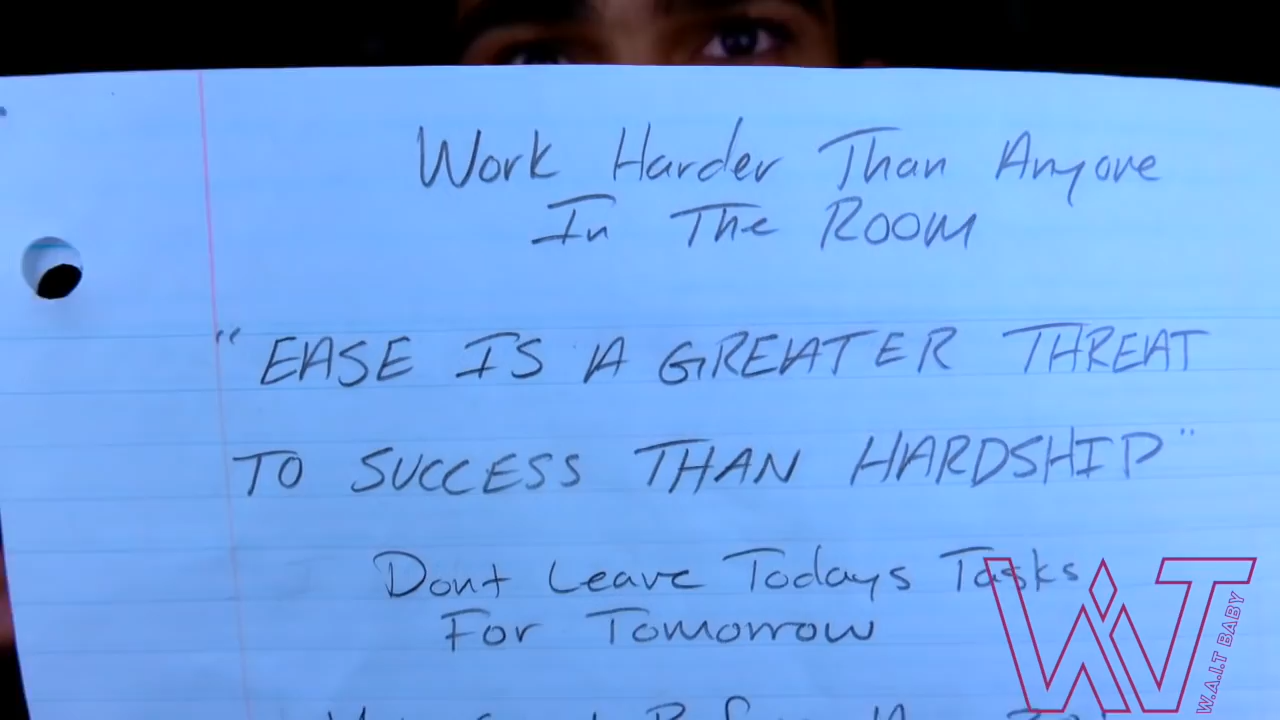 Work Harder Than Anyone
In The Room
"EASE IS A GREATER THREAT
TO SUCCESS THAN HARDSHIP"
Dont Leave Todays Tasks
For Tomorrow
WT
W.A.I.T BABY